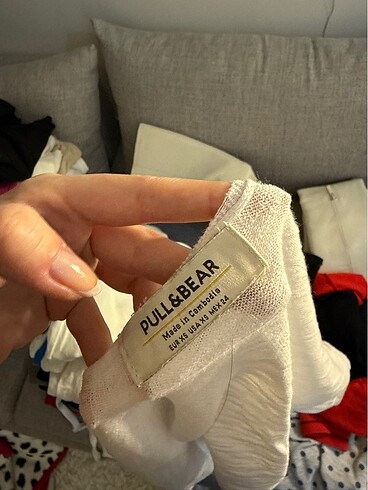 PULL&BEAR
Made in Cambodia
EUR XS USA XS MEX 24